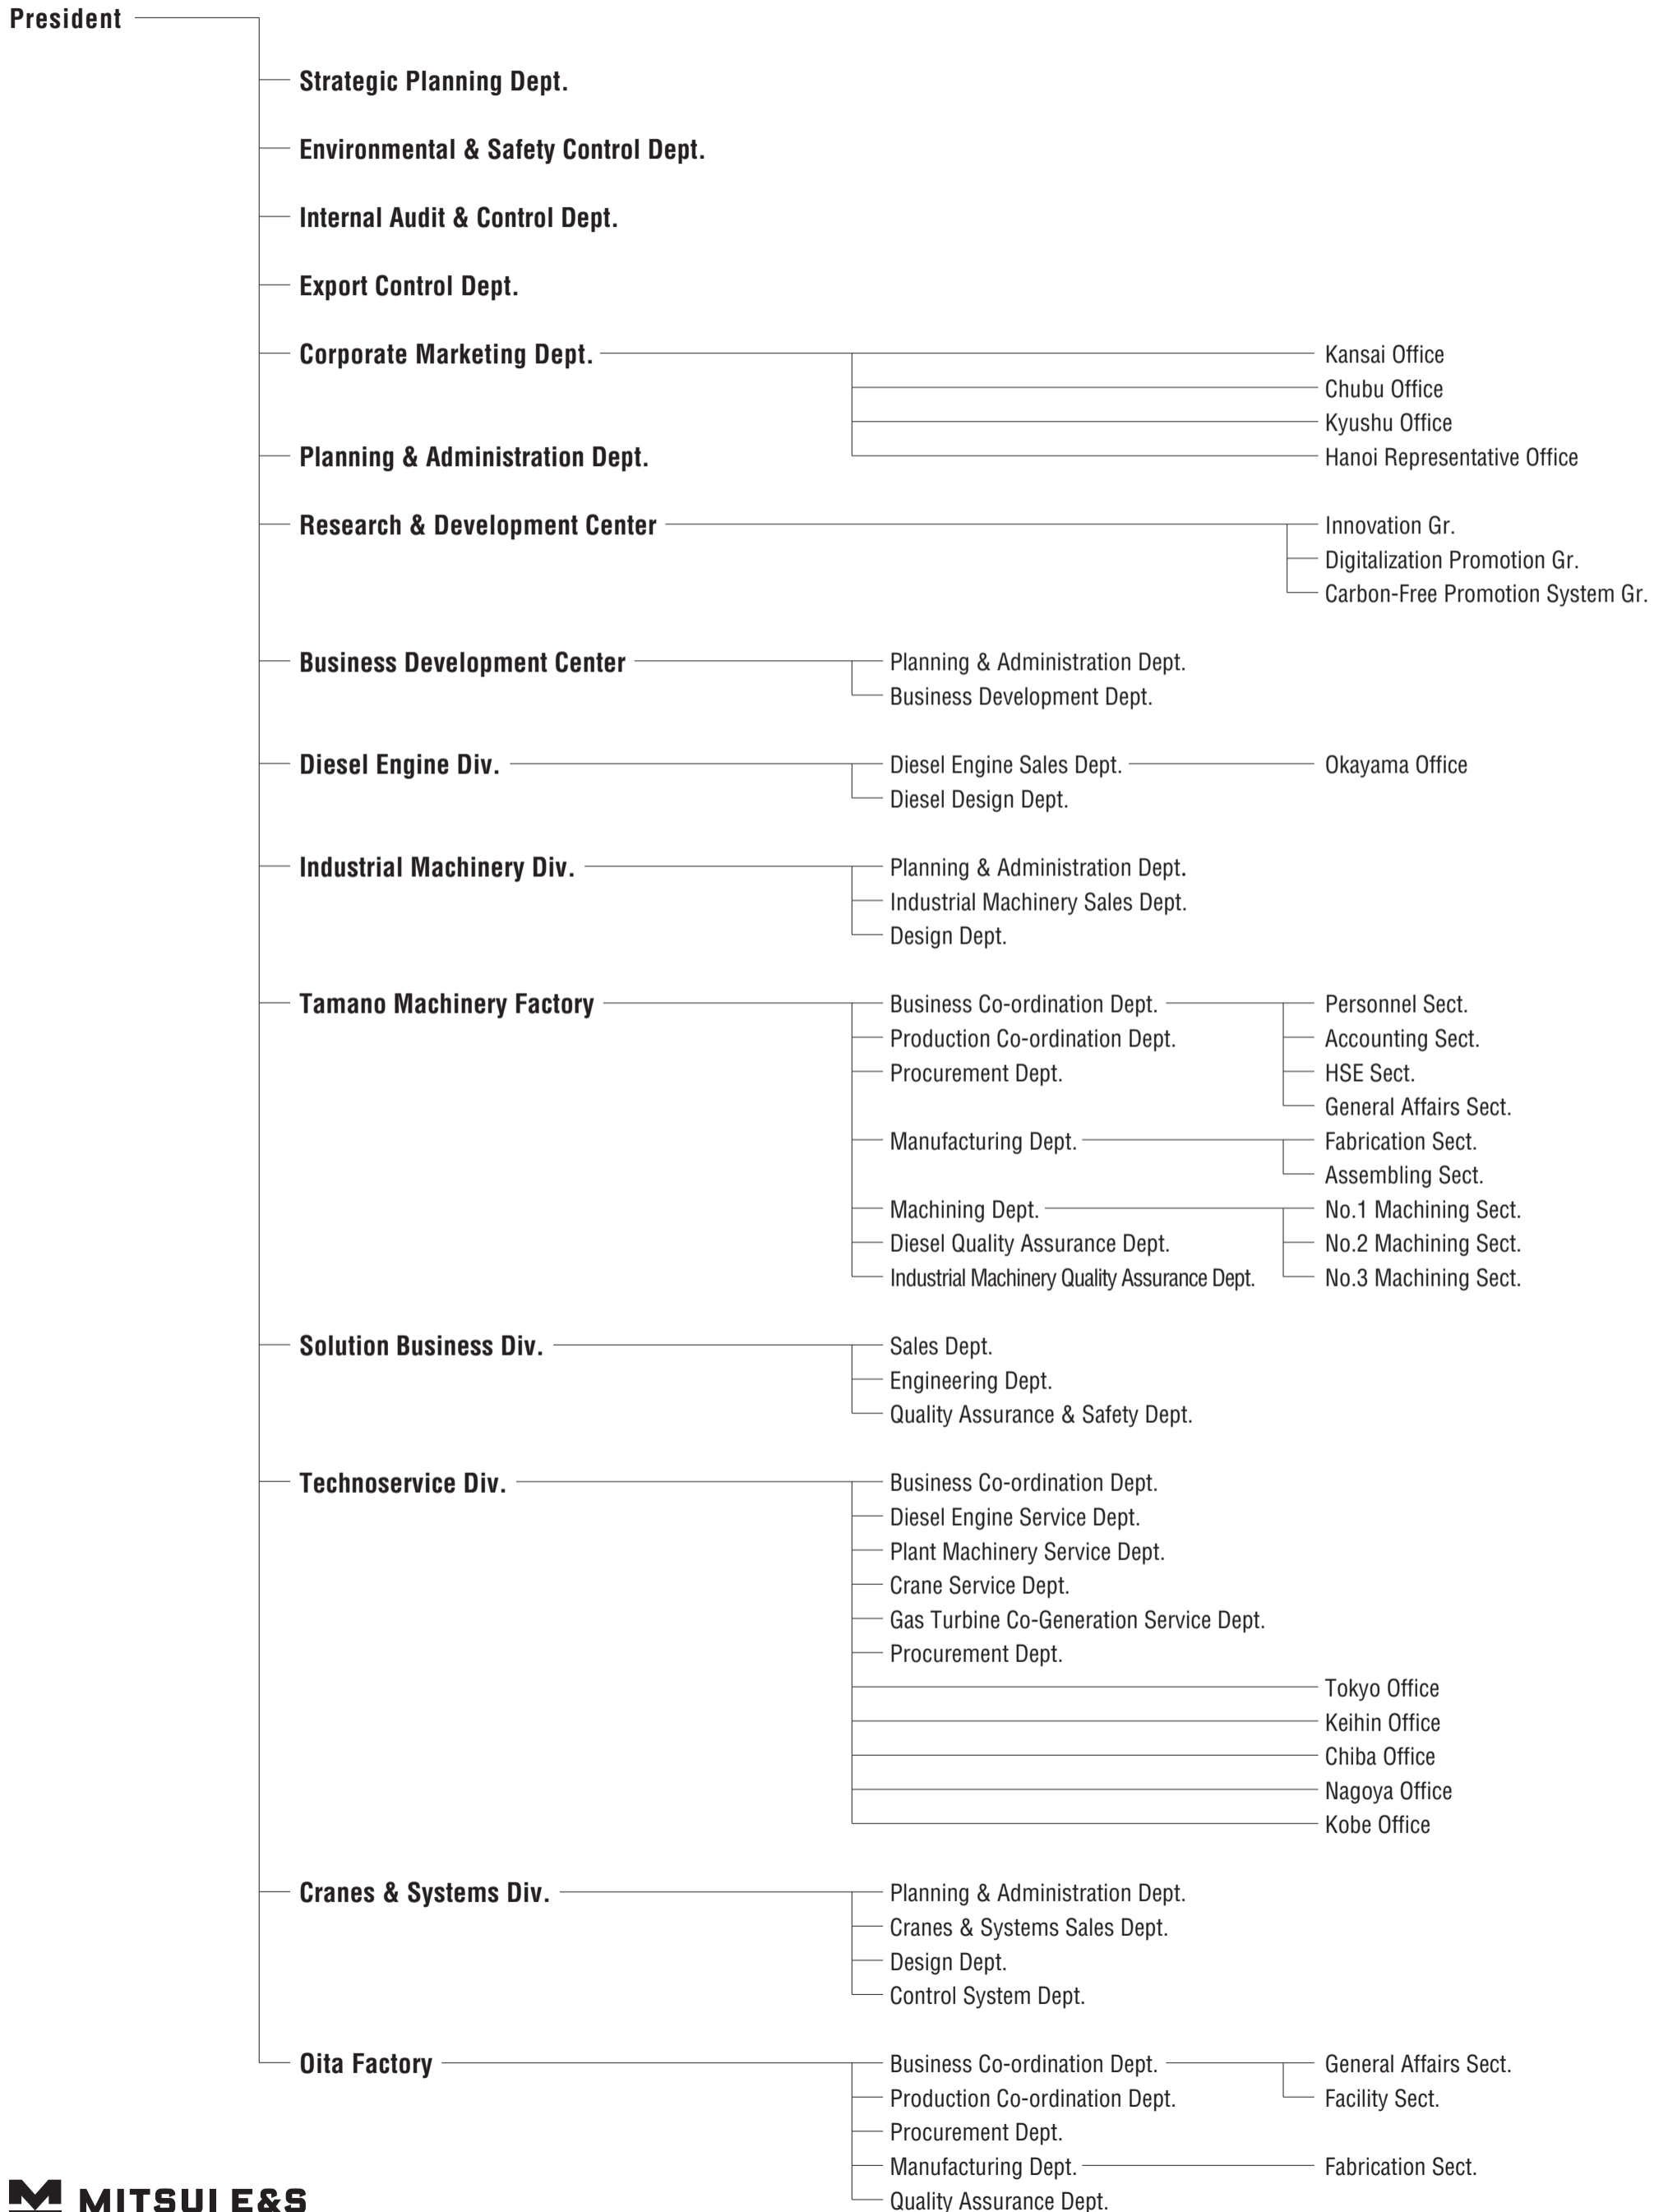 President
Strategic Planning Dept.
Environmental & Safety Control Dept.
Internal Audit & Control Dept.
Export Control Dept.
Corporate Marketing Dept.
Kansai Office
Chubu Office
Kyushu Office
Hanoi Representative Office
Planning & Administration Dept.
Research & Development Center
Innovation Gr.
Digitalization Promotion Gr.
Carbon-Free Promotion System Gr.
Business Development Center
Planning & Administration Dept.
Business Development Dept.
Diesel Engine Div.
Diesel Engine Sales Dept.
Okayama Office
Diesel Design Dept.
Industrial Machinery Div.
Planning & Administration Dept.
Industrial Machinery Sales Dept.
Design Dept.
Tamano Machinery Factory
Business Co-ordination Dept.
Personnel Sect.
Accounting Sect.
HSE Sect.
General Affairs Sect.
Production Co-ordination Dept.
Procurement Dept.
Manufacturing Dept.
Fabrication Sect.
Assembling Sect.
Machining Dept.
No.1 Machining Sect.
No.2 Machining Sect.
No.3 Machining Sect.
Diesel Quality Assurance Dept.
Industrial Machinery Quality Assurance Dept.
Solution Business Div.
Sales Dept.
Engineering Dept.
Quality Assurance & Safety Dept.
Technoservice Div.
Business Co-ordination Dept.
Diesel Engine Service Dept.
Plant Machinery Service Dept.
Crane Service Dept.
Gas Turbine Co-Generation Service Dept.
Procurement Dept.
Tokyo Office
Keihin Office
Chiba Office
Nagoya Office
Kobe Office
Cranes & Systems Div.
Planning & Administration Dept.
Cranes & Systems Sales Dept.
Design Dept.
Control System Dept.
Oita Factory
Business Co-ordination Dept.
General Affairs Sect.
Facility Sect.
Production Co-ordination Dept.
Procurement Dept.
Manufacturing Dept.
Fabrication Sect.
Quality Assurance Dept.
MITSUI E&S